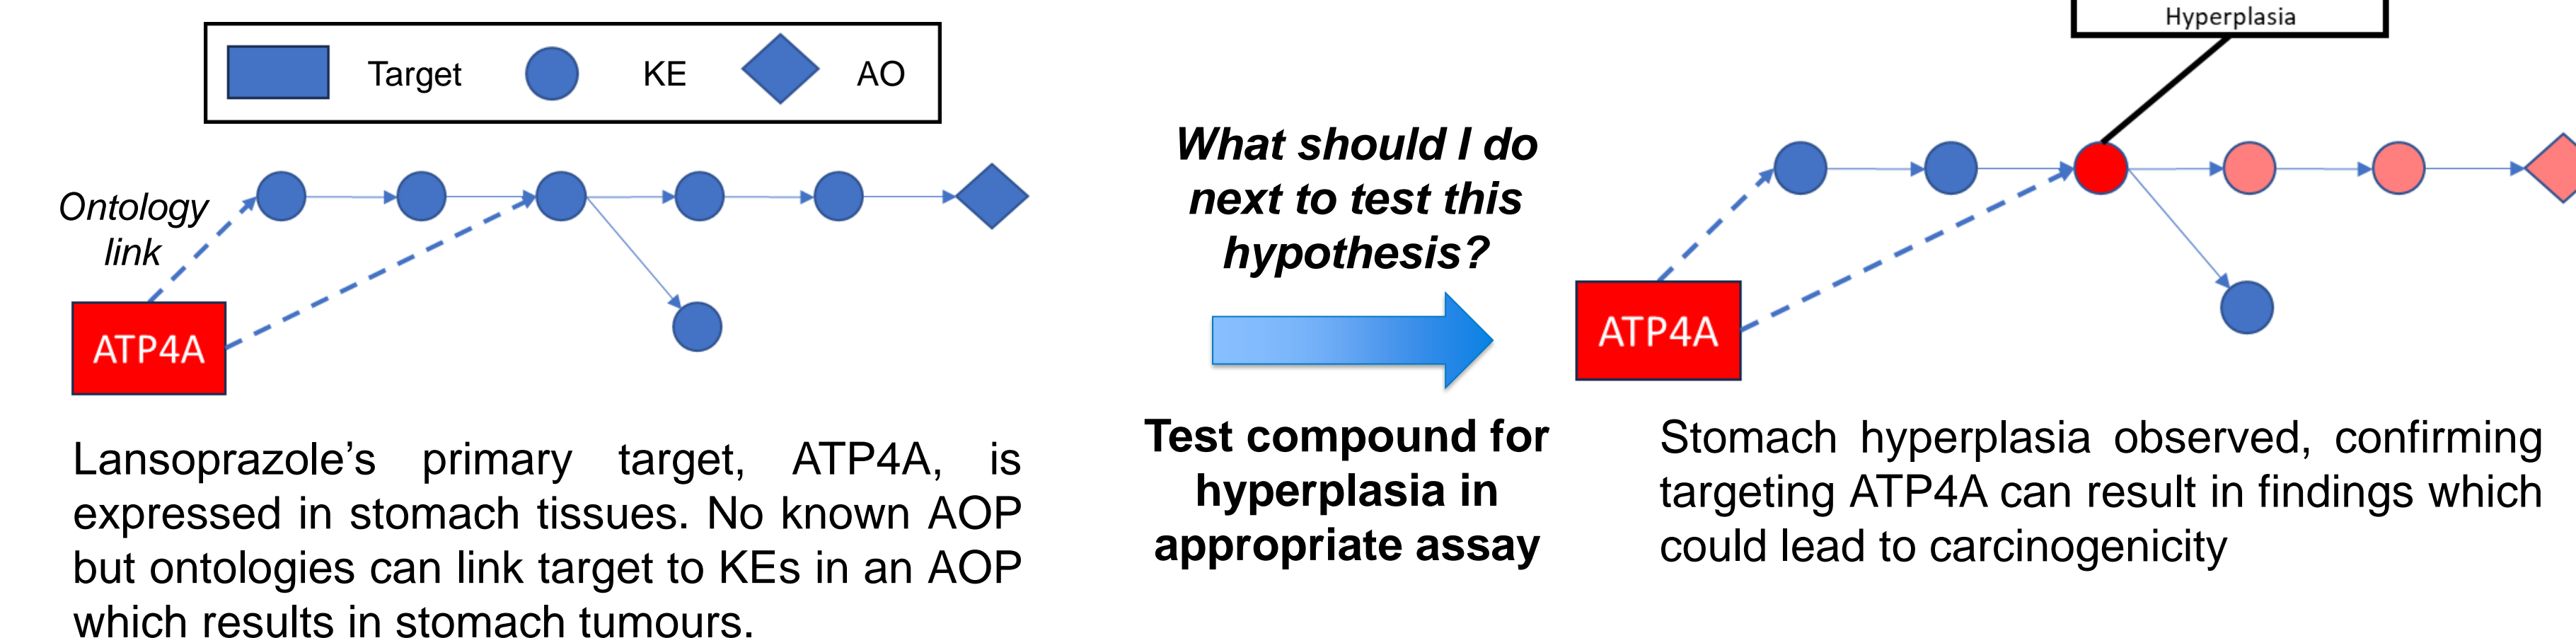 Target KE AO
Ontology
link
ATP4A
Lansoprazole’s primary target, ATP4A, is
expressed in stomach tissues. No known AOP
but ontologies can link target to KEs in an AOP
which results in stomach tumours.
What should I do
next to test this
hypothesis?
Test compound for
hyperplasia in
appropriate assay
Hyperplasia
ATP4A
Stomach hyperplasia observed, confirming
targeting ATP4A can result in findings which
could lead to carcinogenicity